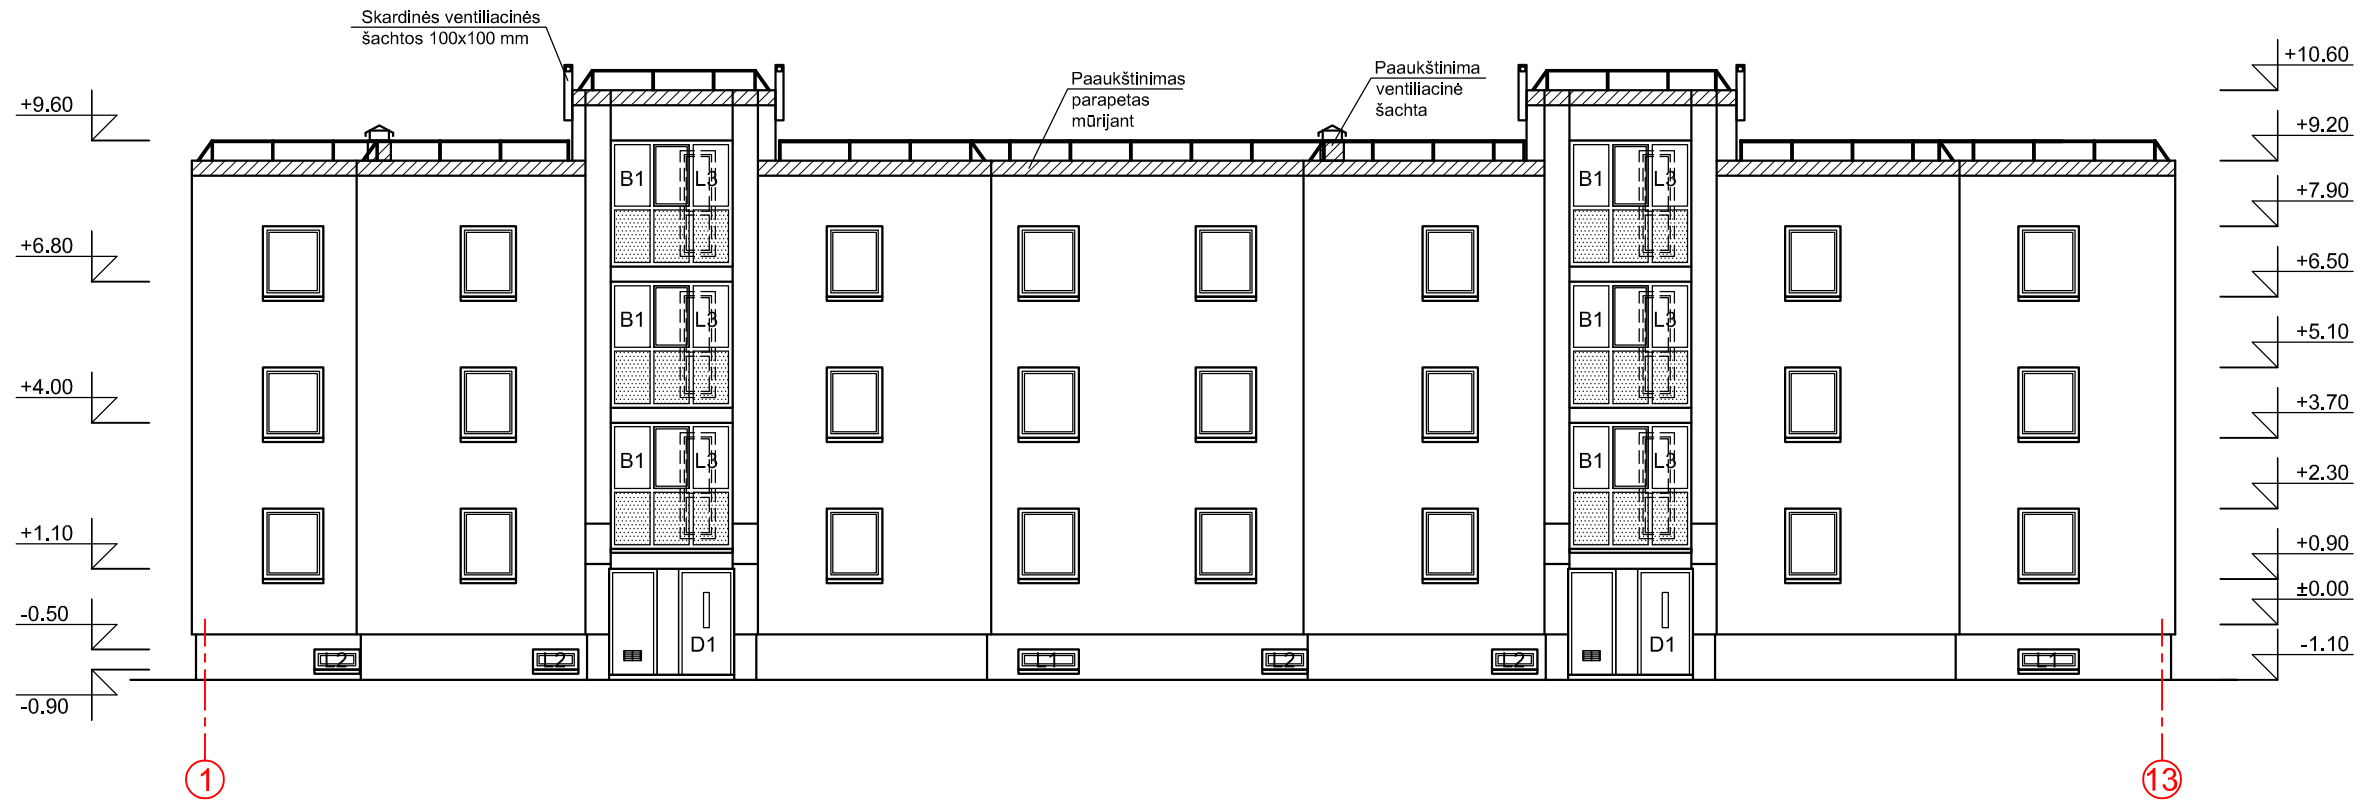 Skardinės ventiliacinės
šachtos 100x100 mm
Paaukštinimas
parapetas
mūrijant
Paaukštinima
ventiliacinė
šachta
+9.60
+6.80
+4.00
+1.10
-0.50
-0.90
+10.60
+9.20
+7.90
+6.50
+5.10
+3.70
+2.30
+0.90
±0.00
-1.10
B1 L3 B1 L3
B1 L3 B1 L3
B1 L3 B1 L3
D1 D1
L2 L2 L1 L2 L2 L1
1 13